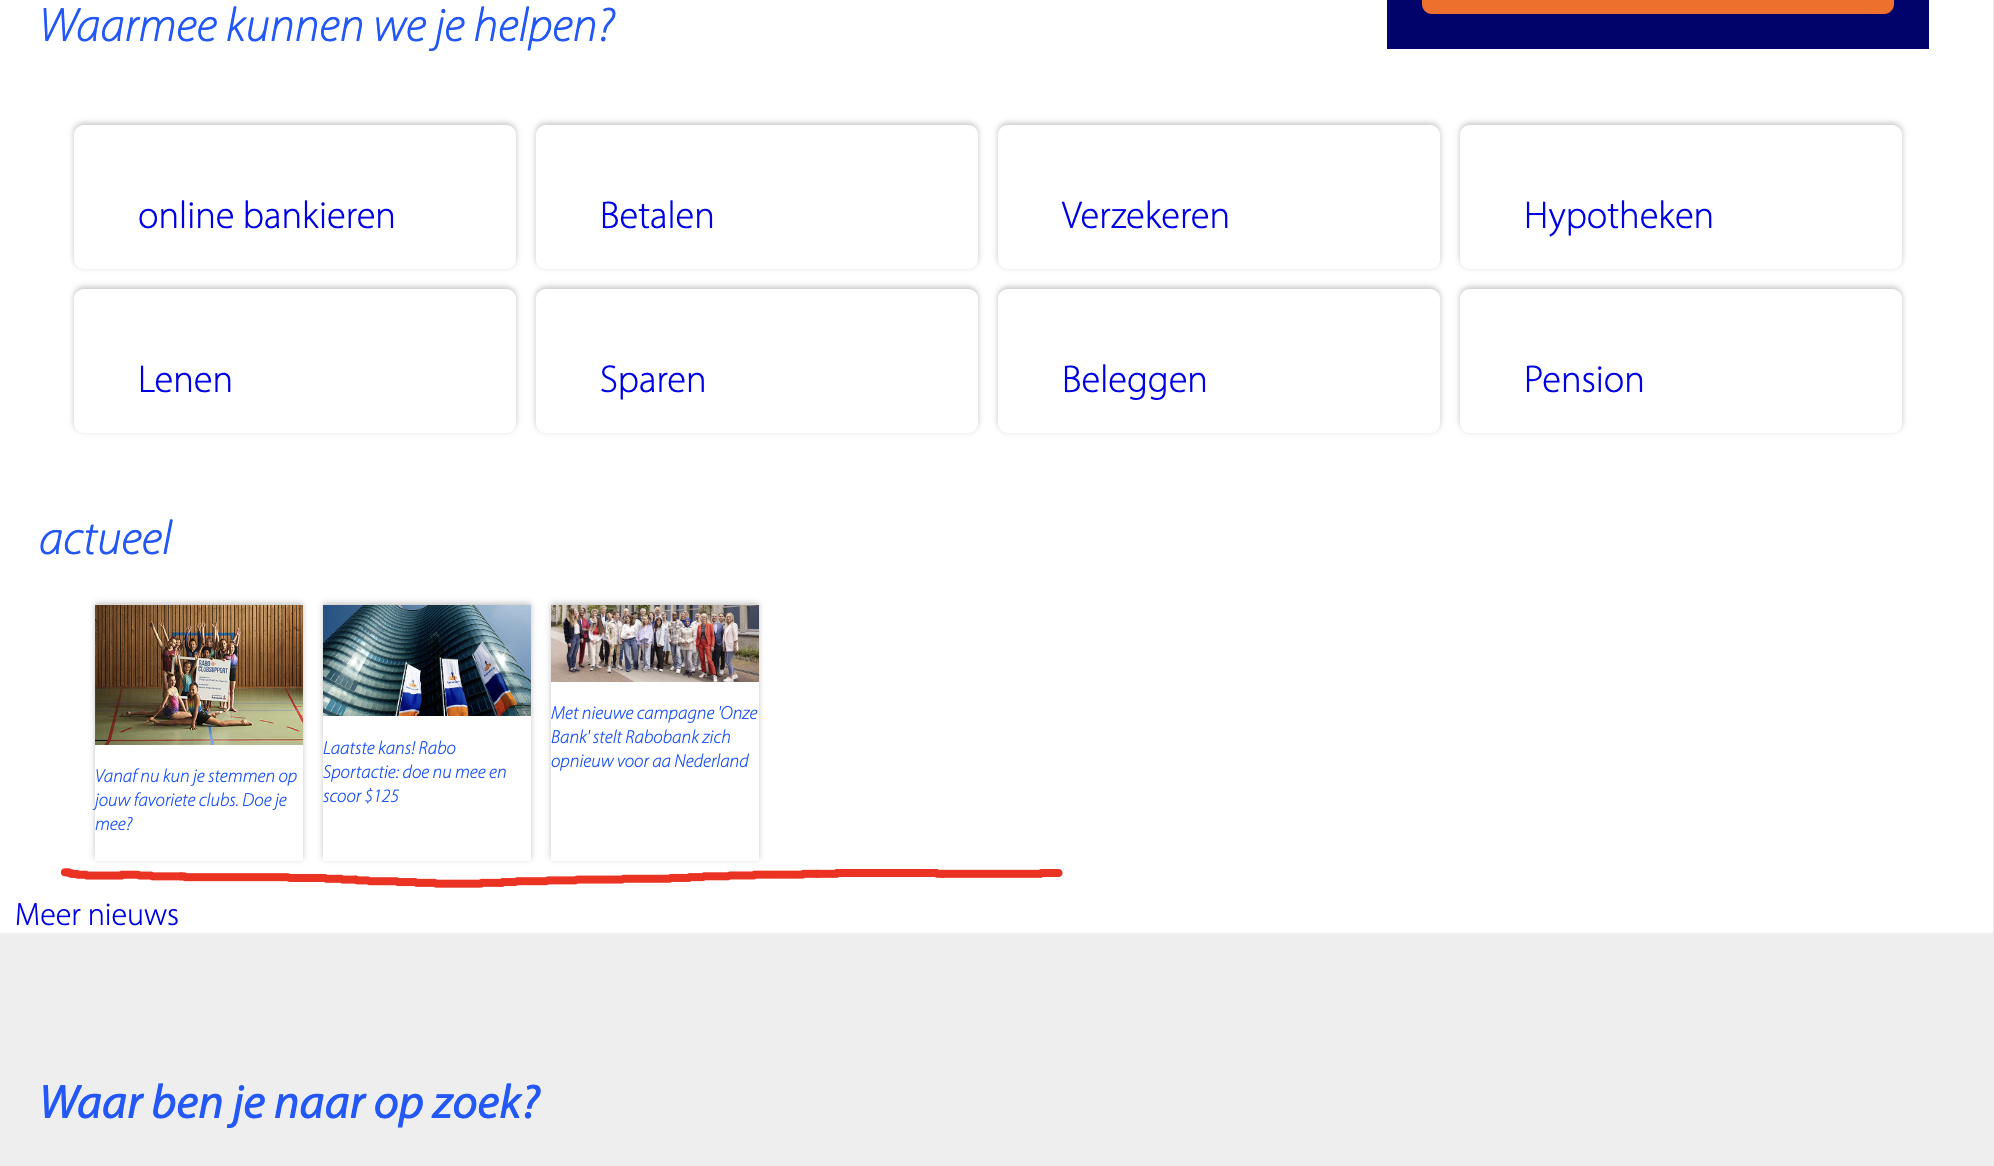 Waarmee kunnen we je helpen?
online bankieren
Betalen
Verzekeren
Hypotheken
Lenen
Sparen
Beleggen
Pension
actueel
RABO
CLUBSUPPORT
Vanaf nu kun je stemmen op
jouw favoriete clubs. Doe je
mee?
Laatste kans! Rabo
Sportactie: doe nu mee en
scoor $125
Met nieuwe campagne 'Onze
Bank' stelt Rabobank zich
opnieuw voor aa Nederland
Meer nieuws
Waar ben je naar op zoek?